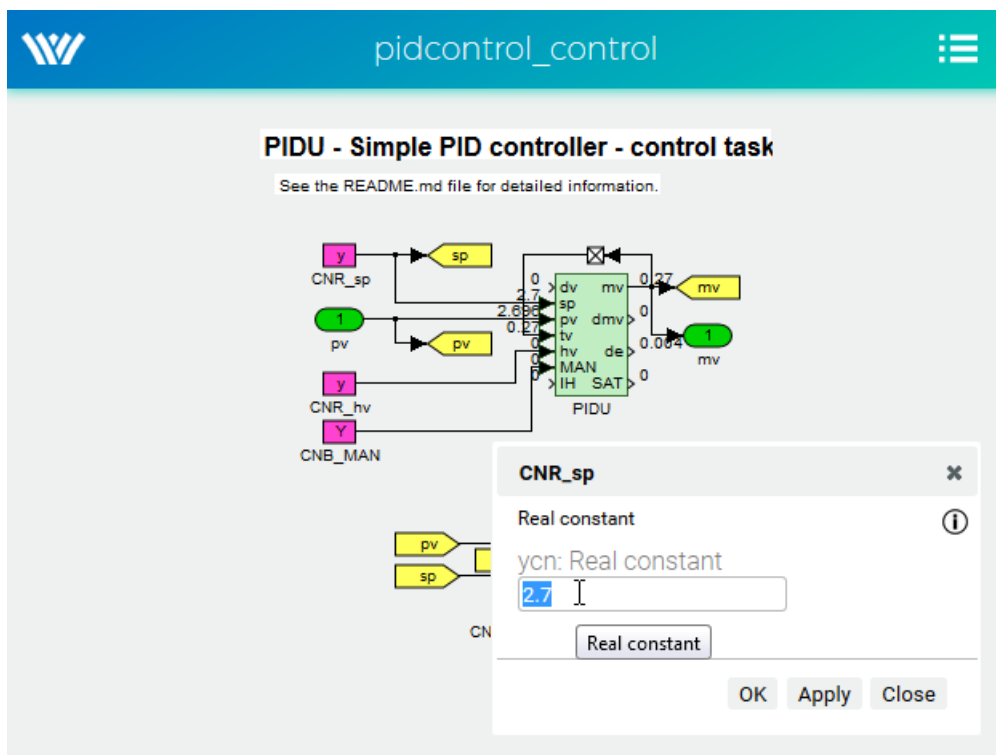 pidcontrol_control
PIDU - Simple PID controller - control task
See the README.md file for detailed information.
y
sp
CNR_sp
1
pv
pv
y
CNR_hv
Y
CNB_MAN
0
2.7
2.696
0.27
0
0
0
dv mv
sp
pv dmv
tv
hv de
MAN
IH SAT
PIDU
0.27
0
0.004
0
mv
1
mv
pv
sp
CN
CNR_sp
Real constant
ycn: Real constant
2.7
Real constant
OK Apply Close